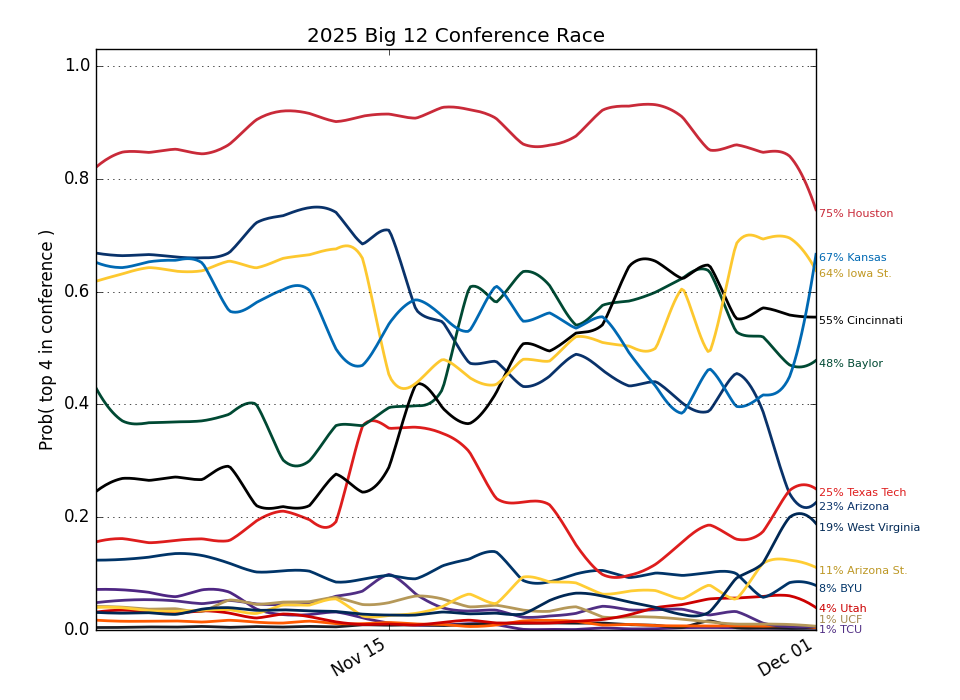 2025 Big 12 Conference Race
Prob( top 4 in conference )
1.0
0.8
0.6
0.4
0.2
0.0
Nov 15
Dec 01
75% Houston
67% Kansas
64% Iowa St.
55% Cincinnati
48% Baylor
25% Texas Tech
23% Arizona
19% West Virginia
11% Arizona St.
8% BYU
4% Utah
1% UCF
1% TCU